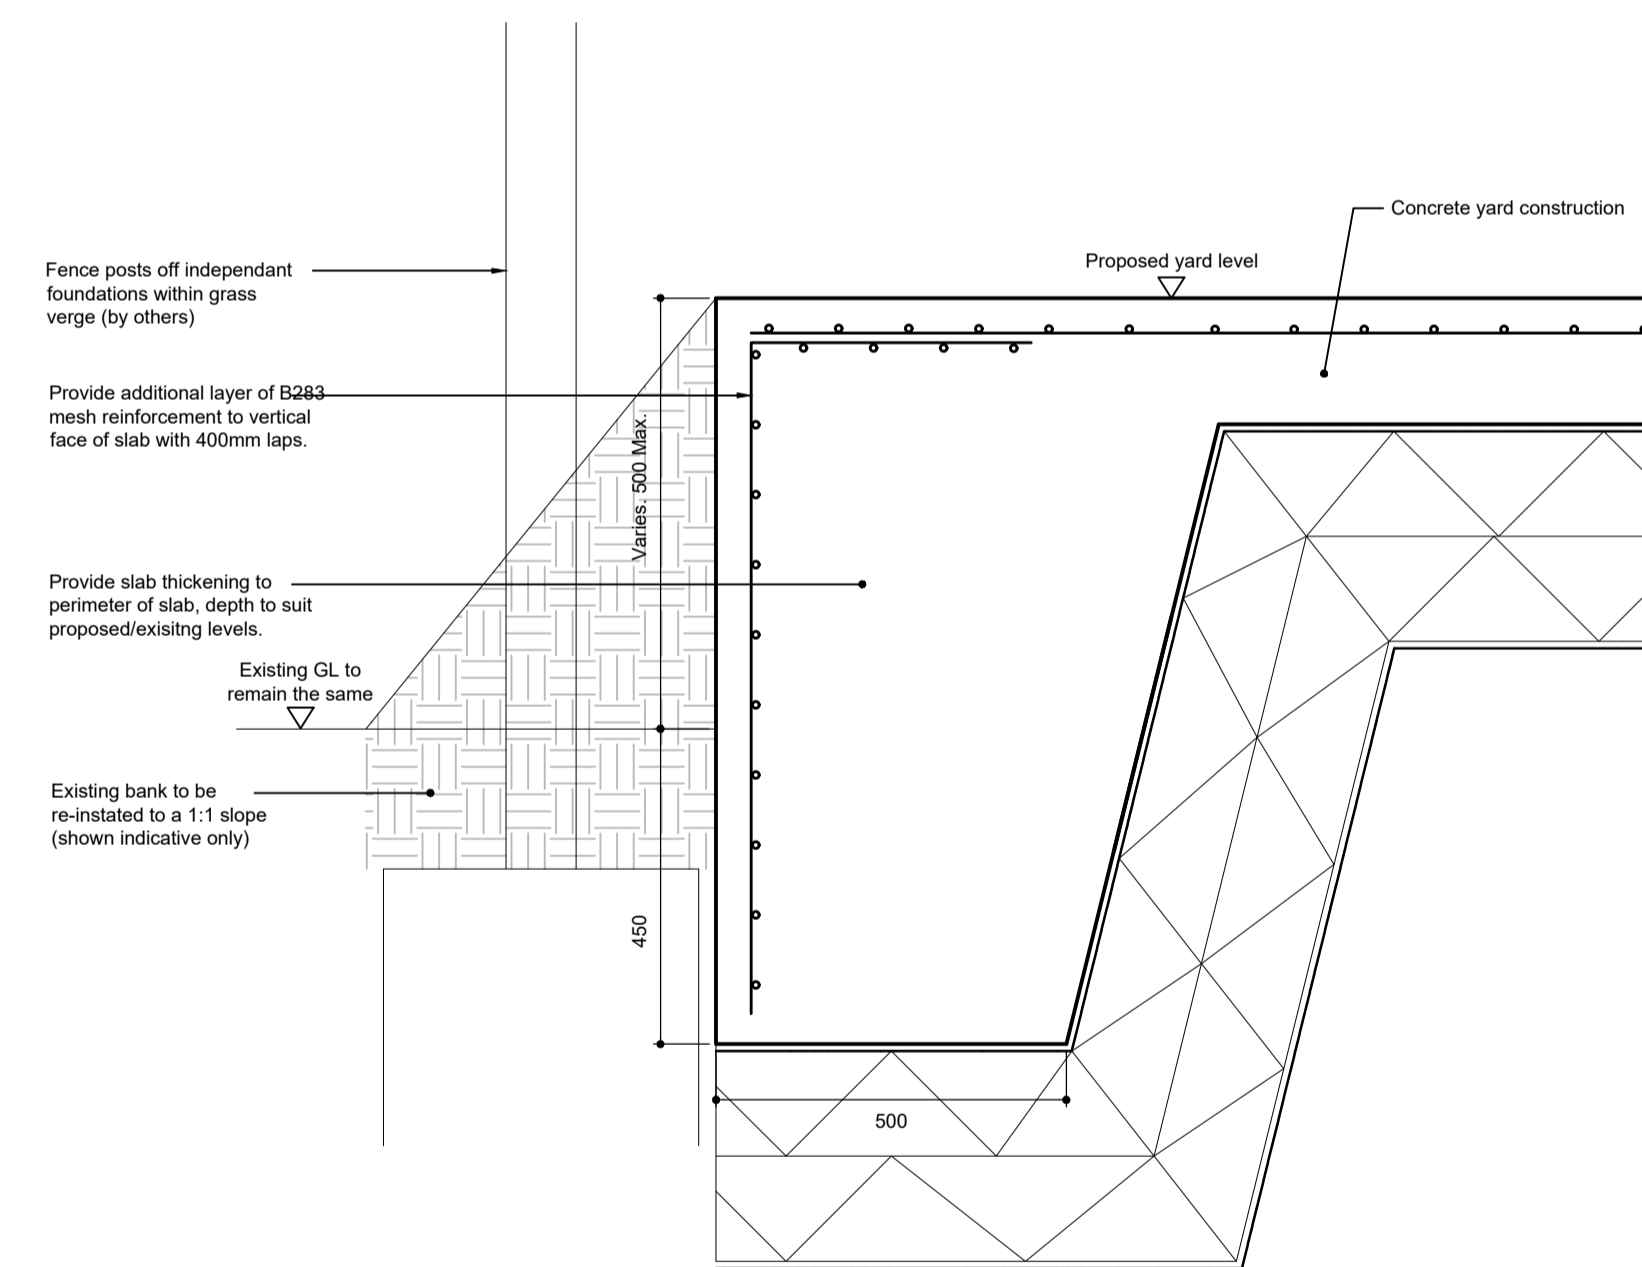 Concrete yard construction
Proposed yard level
Fence posts off independant
foundations within grass
verge (by others)
Provide additional layer of B283
mesh reinforcement to vertical
face of slab with 400mm laps.
Varies. 500 Max.
Provide slab thickening to
perimeter of slab, depth to suit
proposed/exisitng levels.
Existing GL to
remain the same
Existing bank to be
re-instated to a 1:1 slope
(shown indicative only)
450
500